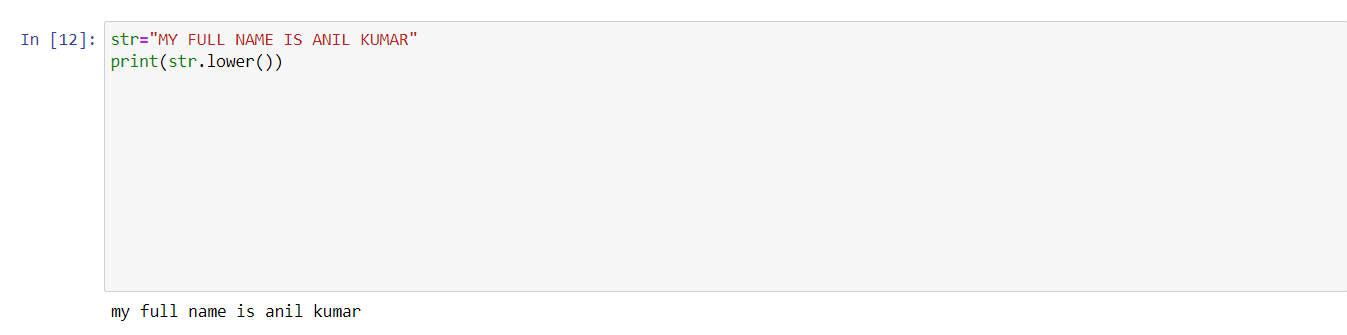 In [12]: str="MY FULL NAME IS ANIL KUMAR"
print(str.lower())
my full name is anil kumar